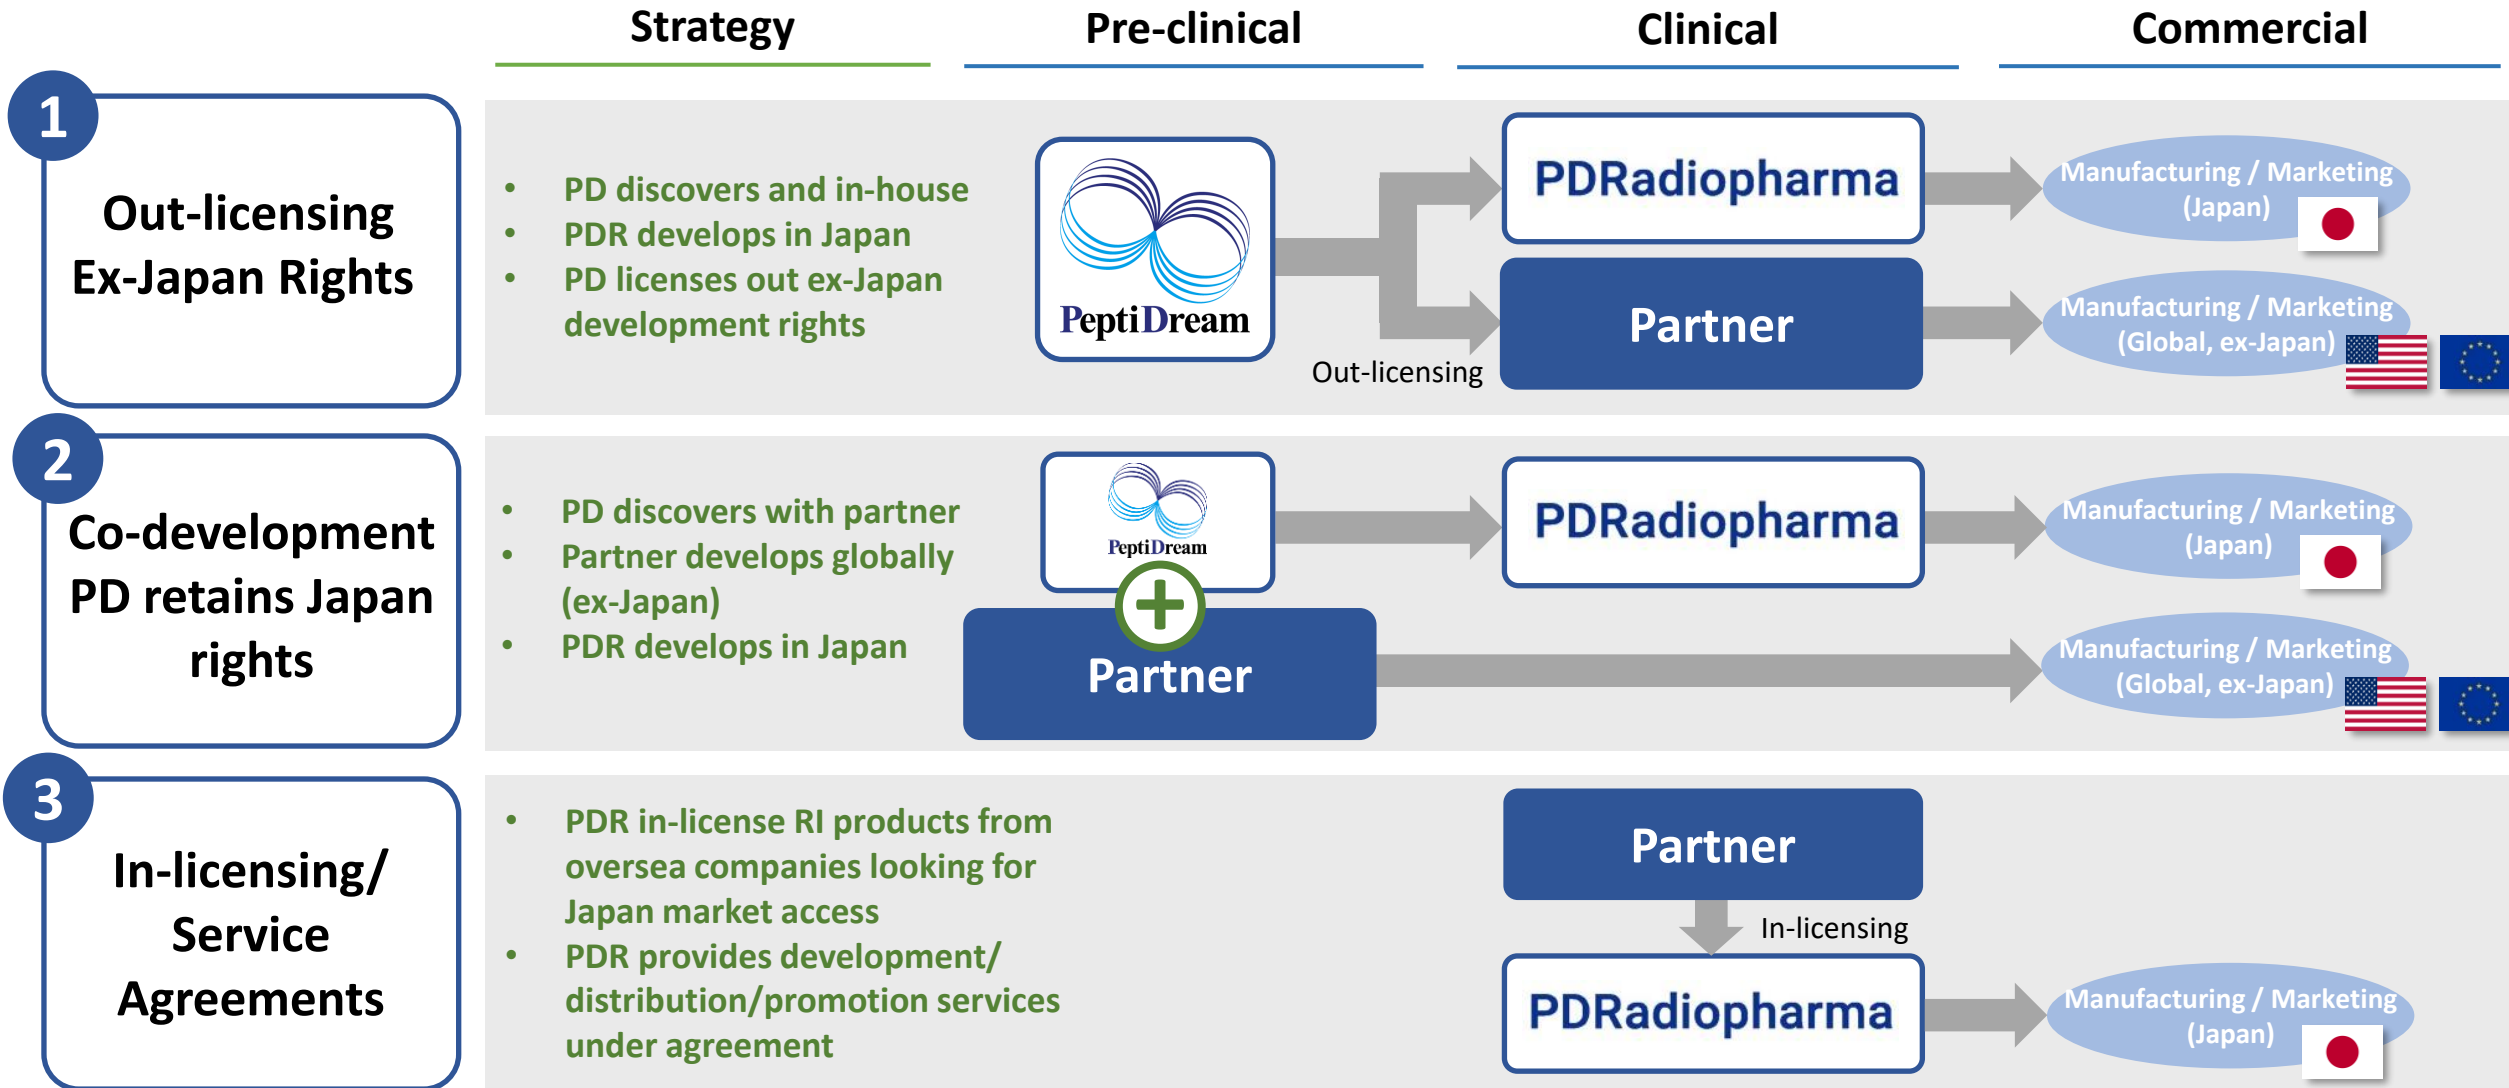 Strategy
Pre-clinical
Clinical
Commercial
1
Out-licensing
Ex-Japan Rights
• PD discovers and in-house
• PDR develops in Japan
• PD licenses out ex-Japan
development rights
PeptiDream
Out-licensing
PDRadiopharma
Partner
Manufacturing / Marketing
(Japan)
Manufacturing / Marketing
(Global, ex-Japan)
2
Co-development
PD retains Japan
rights
• PD discovers with partner
• Partner develops globally
(ex-Japan)
• PDR develops in Japan
PeptiDream
Partner
PDRadiopharma
Manufacturing / Marketing
(Japan)
Manufacturing / Marketing
(Global, ex-Japan)
3
In-licensing/
Service
Agreements
• PDR in-license RI products from
oversea companies looking for
Japan market access
• PDR provides development/
distribution/promotion services
under agreement
Partner
In-licensing
PDRadiopharma
Manufacturing / Marketing
(Japan)